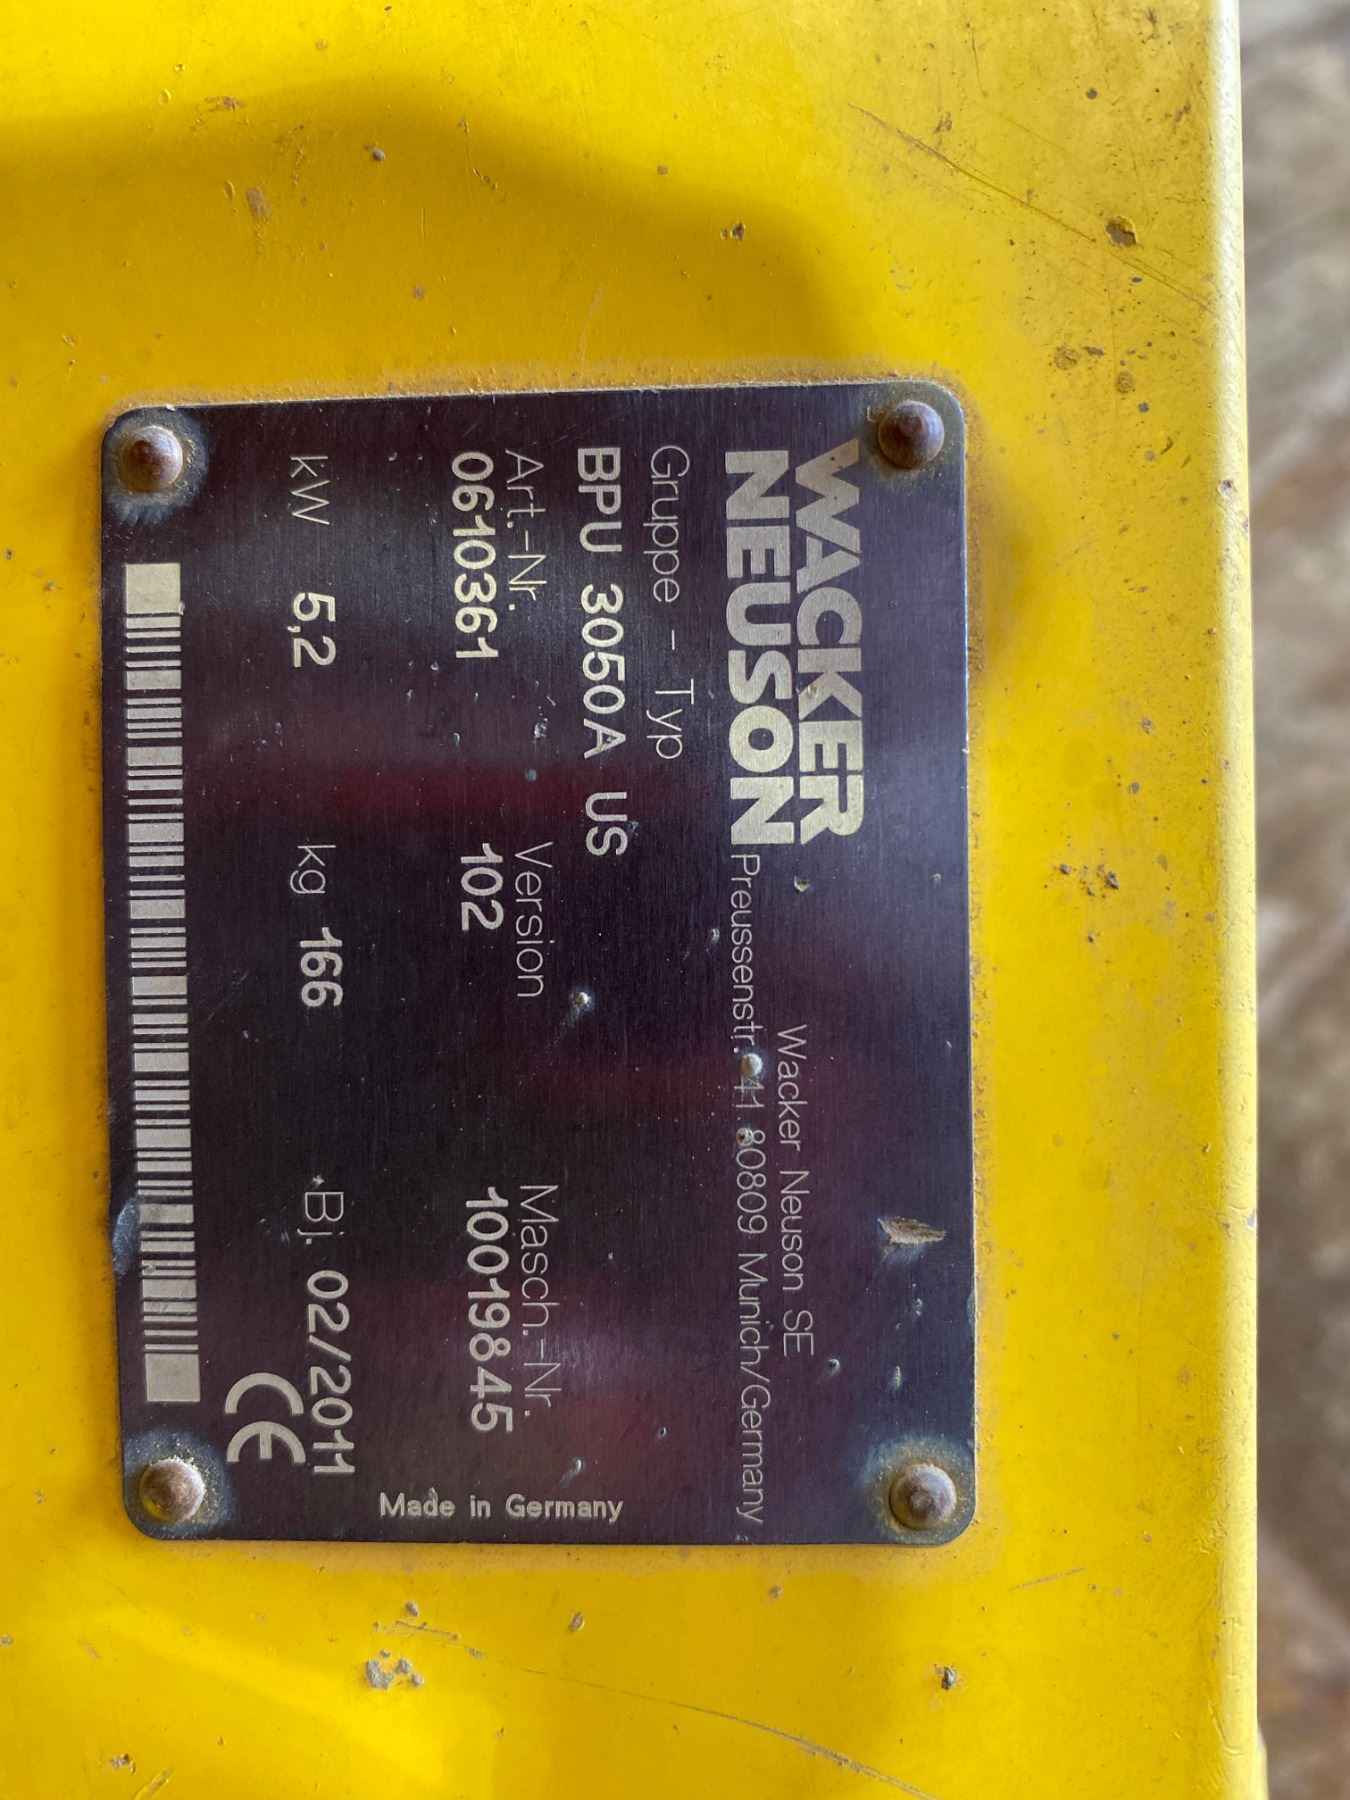 WACKER
NEUSON
Wacker Neuson SE
Preussenstr. 41 80809 Munich/Germany
Gruppe - Typ
BPU 3050A US
Art.-Nr. Version Masch.-Nr.
0610361 102 10019845
kW 5,2 kg 166 Bj. 02/2011
CE
Made in Germany